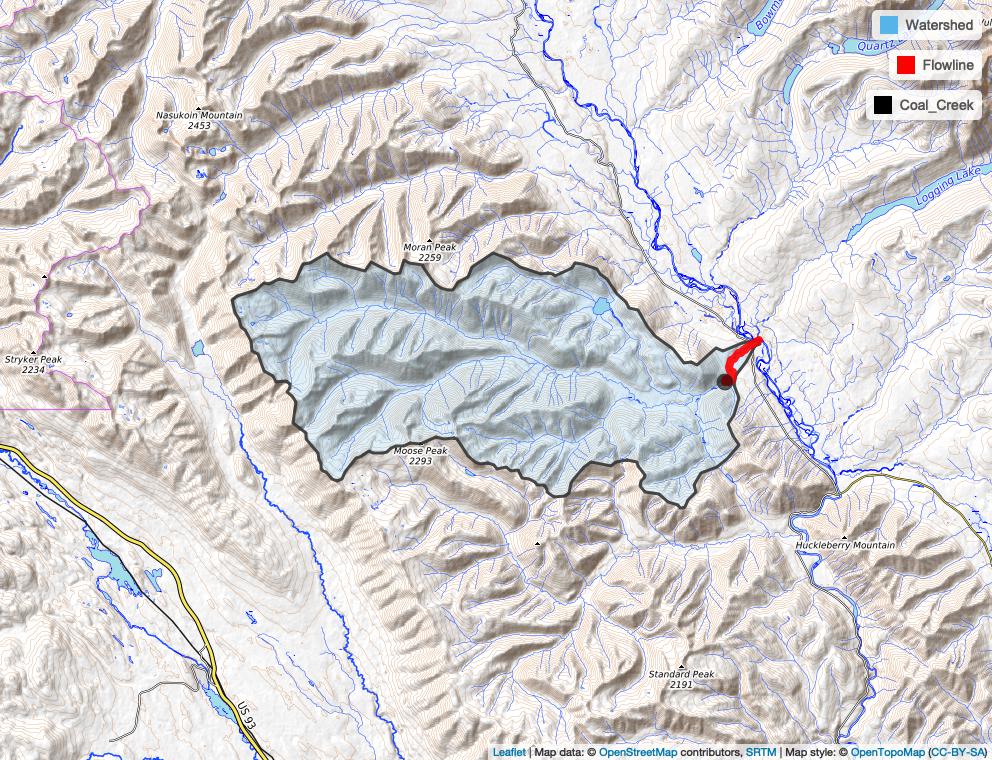 Bowm
Watershed
Quartz
Flowline
Coal_Creek
Nasukoin Mountain
2453
Logging Lake
Moran Peak
2259
Stryker Peak
2234
Moose Peak
2293
Huckleberry Mountain
Standard Peak
2191
US 93
Leaflet | Map data: © OpenStreetMap contributors, SRTM | Map style: © OpenTopoMap (CC-BY-SA)